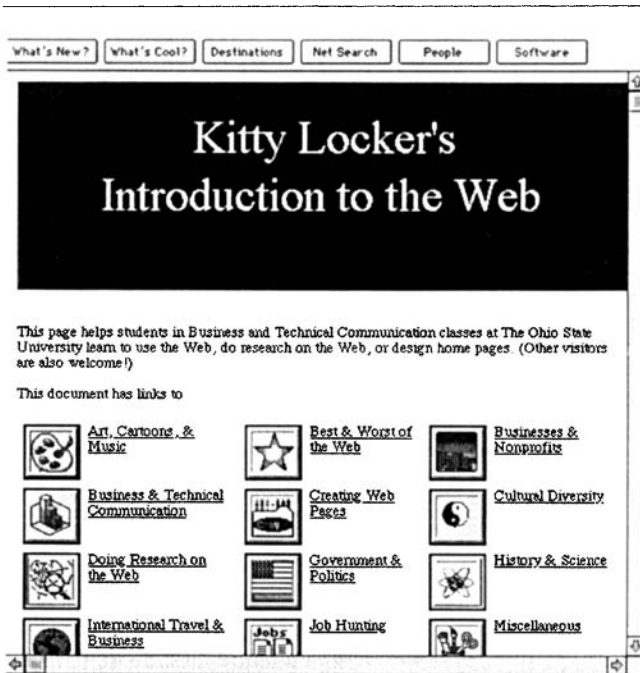 What's New? What's Cool? Destinations Net Search People Software
Kitty Locker's
Introduction to the Web
This page helps students in Business and Technical Communication classes at The Ohio State
University learn to use the Web, do research on the Web, or design home pages. (Other visitors
are also welcome!)
This document has links to
Art, Cartoons, &
Music
Best & Worst of
the Web
Businesses &
Nonprofits
Business & Technical
Communication
Creating Web
Pages
Cultural Diversity
Doing Research on
the Web
Government &
Politics
History & Science
International Travel &
Business
Jobs
Job Hunting
Miscellaneous